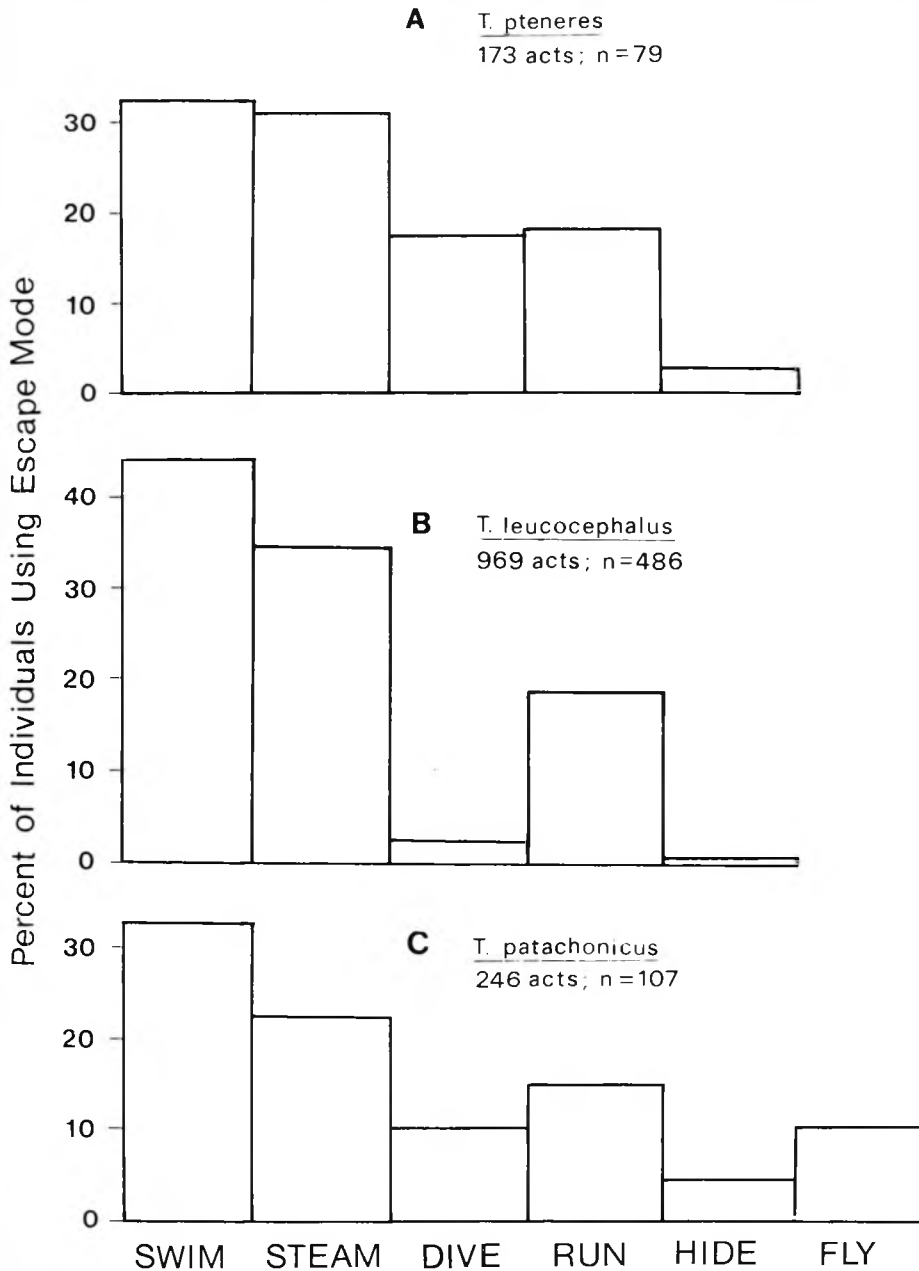 A T. pteneres
173 acts; n=79
30
20
10
0
Percent of Individuals Using Escape Mode
B T. leucocephalus
969 acts; n=486
40
30
20
10
0
C T. patachonicus
246 acts; n=107
30
20
10
0
SWIM STEAM DIVE RUN HIDE FLY